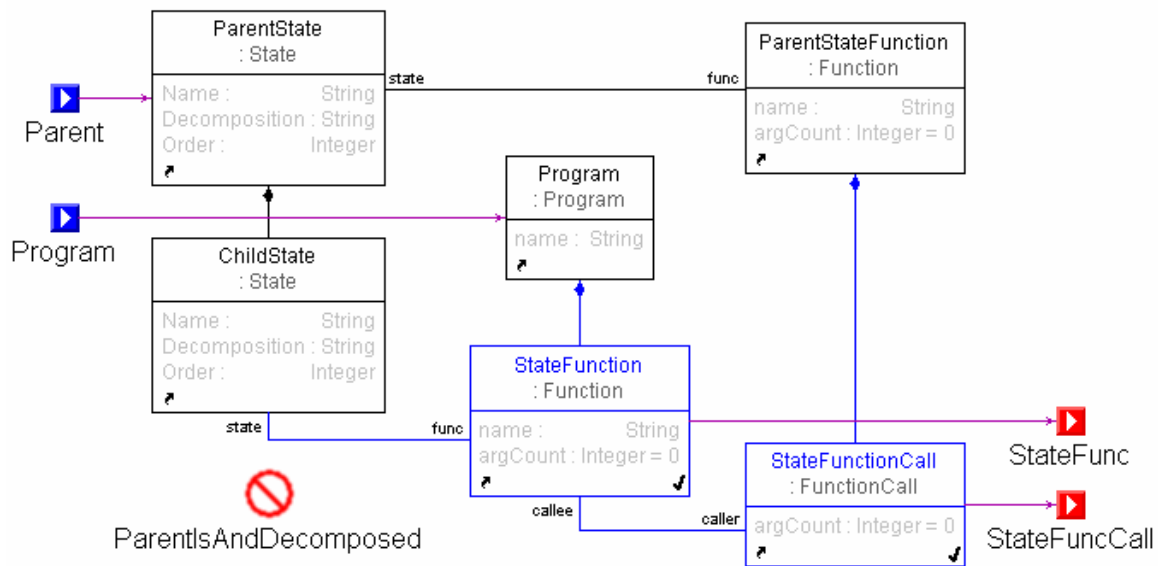 ParentState
: State
Name : String
Decomposition : String
Order : Integer
Parent
state
func
ParentStateFunction
: Function
name : String
argCount : Integer = 0
Program
Program
: Program
name : String
ChildState
: State
Name : String
Decomposition : String
Order : Integer
state
func
StateFunction
: Function
name : String
argCount : Integer = 0
StateFunc
callee
caller
StateFunctionCall
: FunctionCall
argCount : Integer = 0
StateFuncCall
ParentIsAndDecomposed